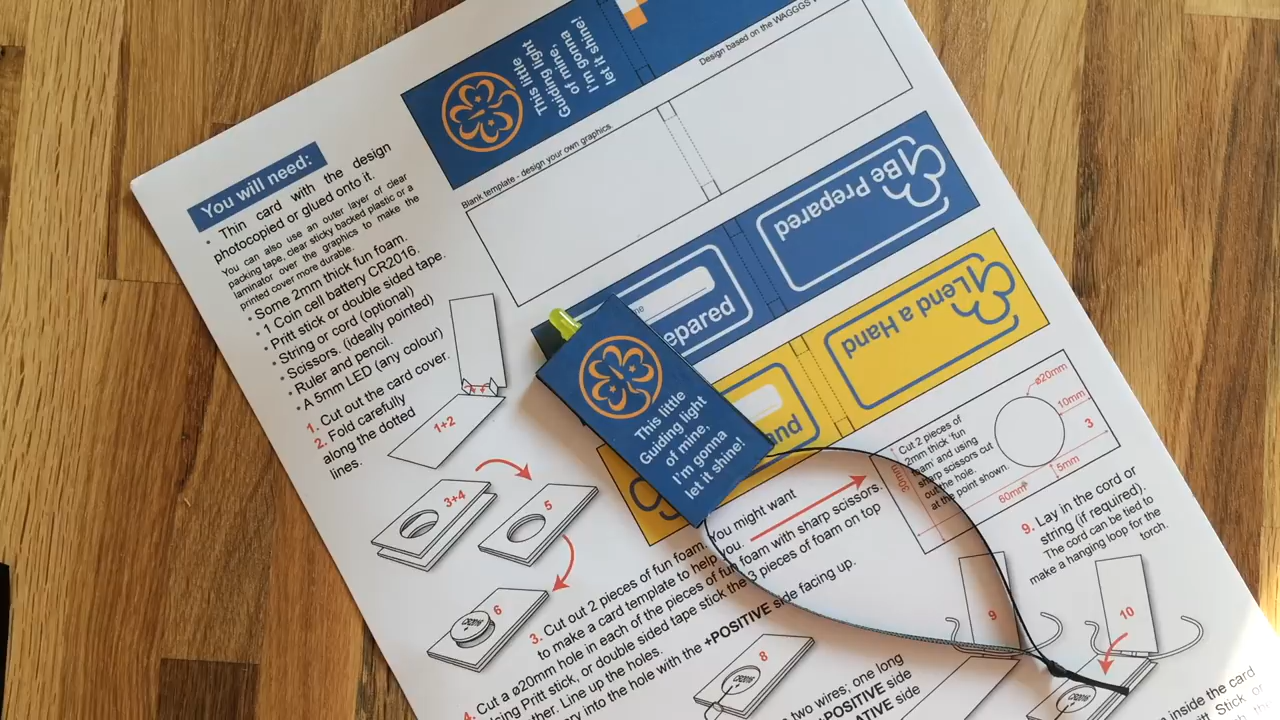 This little
Guiding light
of mine,
I'm gonna
let it shine!
Design based on the WAGGGS
Blank template - design your own graphics.
You will need:
• Thin card with the design
photocopied or glued onto it.
You can also use an outer layer of clear
packing tape, clear sticky backed plastic or a
laminator over the graphics to make the
printed cover more durable.
• Some 2mm thick fun foam.
• 1 Coin cell battery CR2016.
• Pritt stick or double sided tape.
• String or cord (optional)
• Scissors. (ideally pointed)
• Ruler and pencil.
• A 5mm LED (any colour)
1. Cut out the card cover.
2. Fold carefully
along the dotted
lines.
1+2
3+4
5
6
CR2016
+
Be Prepared
epared
Lend a Hand
and
This little
Guiding light
of mine,
I'm gonna
let it shine!
Cut 2 pieces of
2mm thick 'fun
foam' and using
sharp scissors cut
out the hole.
at the point shown.
ø20mm
10mm
3
5mm
60mm
30mm
3. Cut out 2 pieces of fun foam. You might want
to make a card template to help you.
4. Cut a ø20mm hole in each of the pieces of fun foam with sharp scissors.
Using Pritt stick, or double sided tape stick the 3 pieces of foam on top
Line up the holes.
into the hole with the +POSITIVE side facing up.
8
CR2016
two wires; one long
+POSITIVE side
side
9. Lay in the cord or
string (if required).
The cord can be tied to
make a hanging loop for the
torch.
9
10
CR2016
inside the card
Stick, or